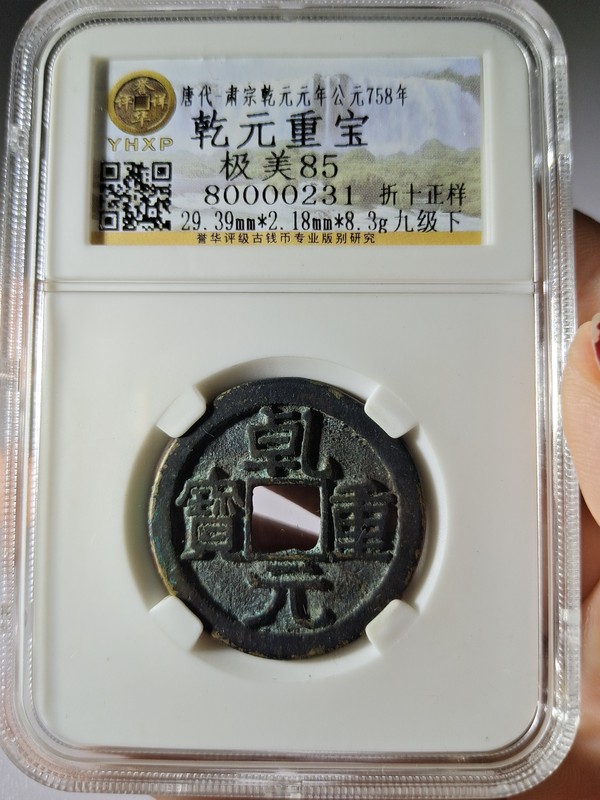 唐代-肃宗乾元元年公元758年
乾元重宝
YHXP
极美85
80000231 折十正样
29.39mm*2.18mm*8.3g九级下
誉华评级古钱币专业版别研究
乾
寶 重
元